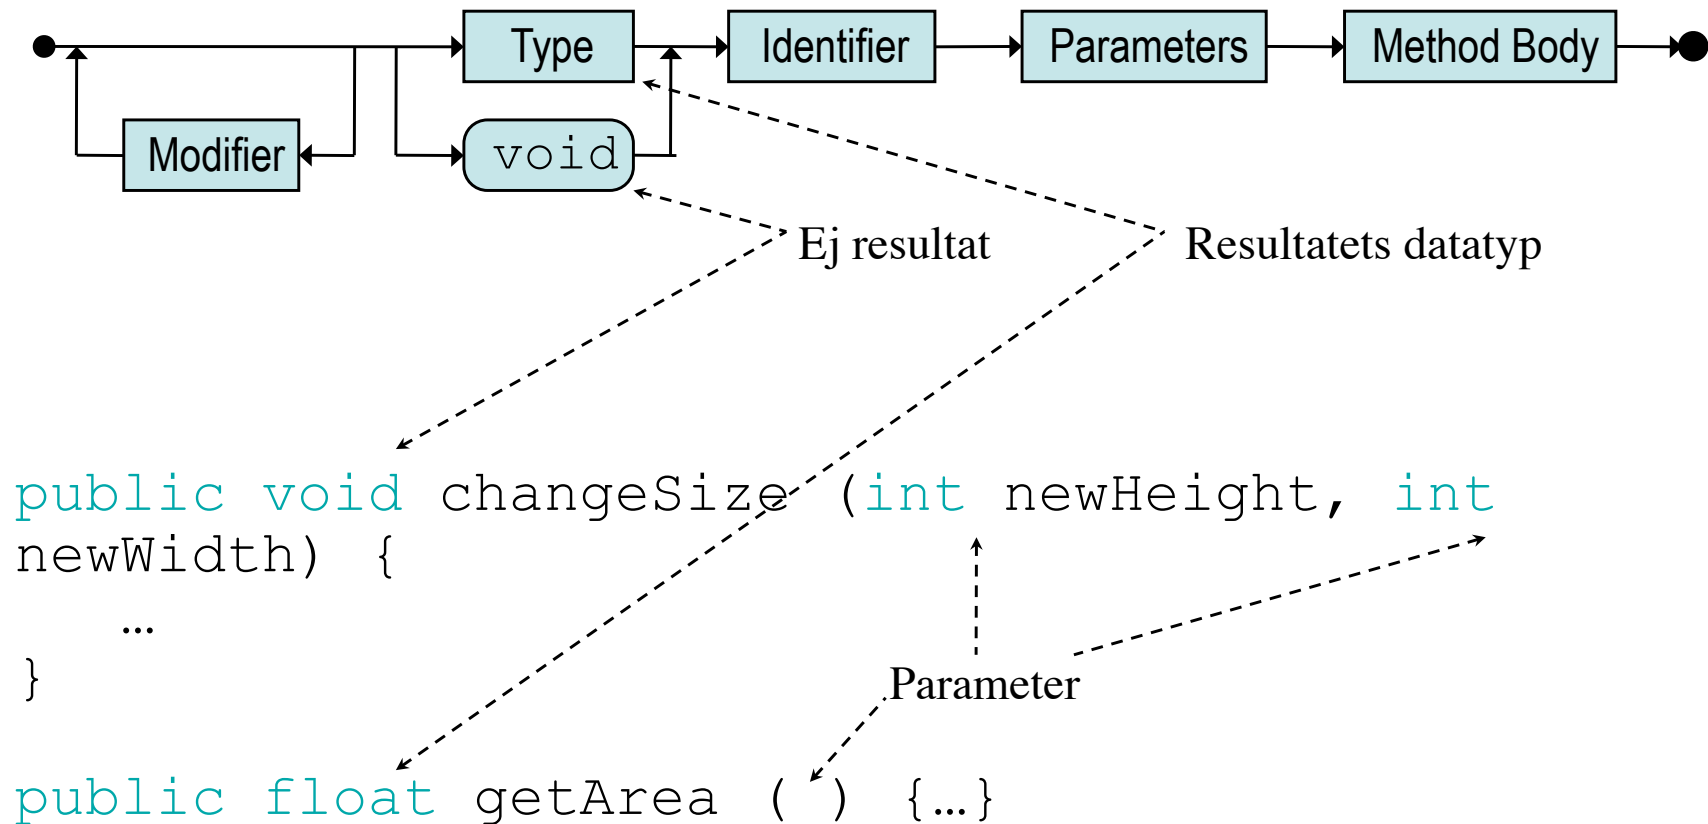 Type Identifier Parameters Method Body
Modifier void
Ej resultat Resultatets datatyp
public void changeSize (int newHeight, int
newWidth) {
…
}
Parameter
public float getArea ( ) {…}